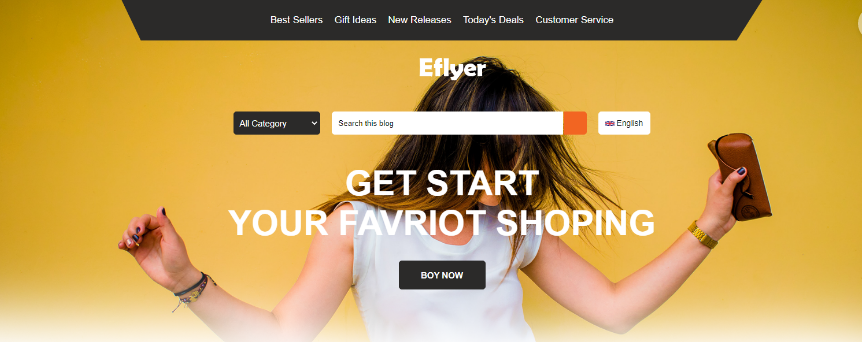 Best Sellers Gift Ideas New Releases Today's Deals Customer Service
Eflyer
All Category Search this blog English
GET START
YOUR FAVRIOT SHOPING
BOY NOW